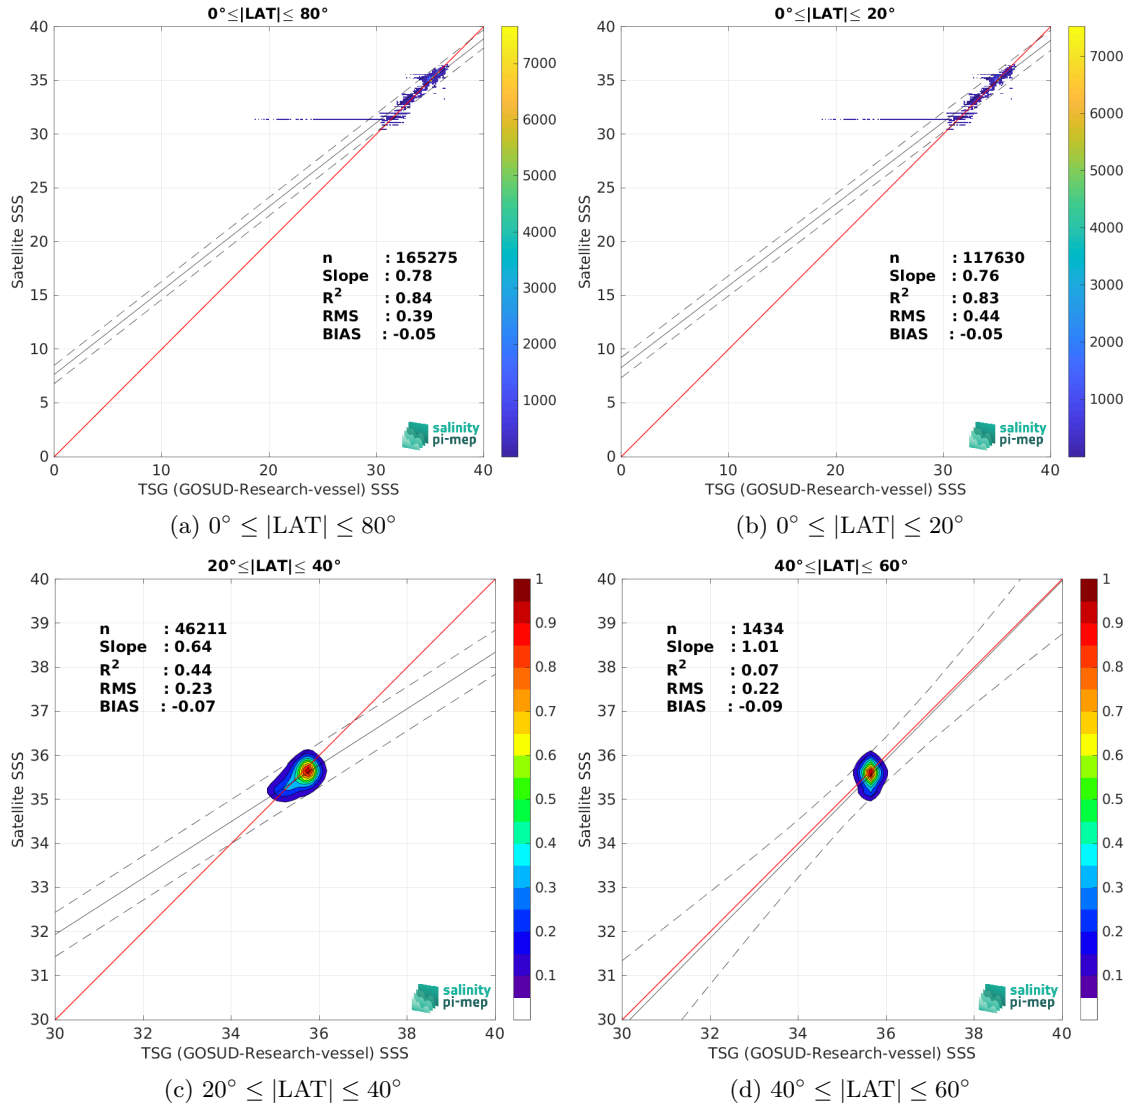 0°≤|LAT|≤ 80°
40
35
30
25
20
15
10
5
0
0
10
20
30
40
Satellite SSS
TSG (GOSUD-Research-vessel) SSS
n : 165275
Slope : 0.78
R² : 0.84
RMS : 0.39
BIAS : -0.05
salinity
pi-mep
7000
6000
5000
4000
3000
2000
1000
(a) 0° ≤ |LAT| ≤ 80°
0°≤|LAT|≤ 20°
40
35
30
25
20
15
10
5
0
0
10
20
30
40
Satellite SSS
TSG (GOSUD-Research-vessel) SSS
n : 117630
Slope : 0.76
R² : 0.83
RMS : 0.44
BIAS : -0.05
salinity
pi-mep
7000
6000
5000
4000
3000
2000
1000
(b) 0° ≤ |LAT| ≤ 20°
20°≤|LAT|≤ 40°
40
39
38
37
36
35
34
33
32
31
30
30
32
34
36
38
40
Satellite SSS
TSG (GOSUD-Research-vessel) SSS
n : 46211
Slope : 0.64
R² : 0.44
RMS : 0.23
BIAS : -0.07
salinity
pi-mep
1
0.9
0.8
0.7
0.6
0.5
0.4
0.3
0.2
0.1
(c) 20° ≤ |LAT| ≤ 40°
40°≤|LAT|≤ 60°
40
39
38
37
36
35
34
33
32
31
30
30
32
34
36
38
40
Satellite SSS
TSG (GOSUD-Research-vessel) SSS
n : 1434
Slope : 1.01
R² : 0.07
RMS : 0.22
BIAS : -0.09
salinity
pi-mep
1
0.9
0.8
0.7
0.6
0.5
0.4
0.3
0.2
0.1
(d) 40° ≤ |LAT| ≤ 60°